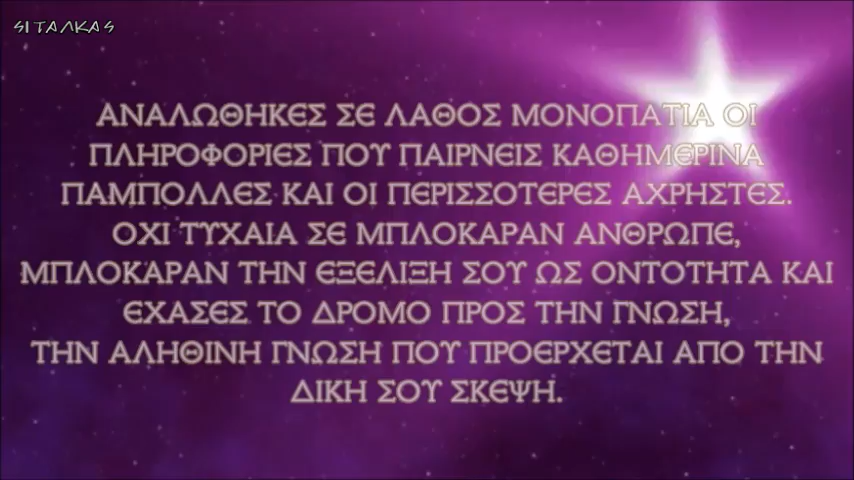 SITALKAS
ΑΝΑΛΩΘΗΚΕΣ ΣΕ ΛΑΘΟΣ ΜΟΝΟΠΑΤΙΑ ΟΙ
ΠΛΗΡΟΦΟΡΙΕΣ ΠΟΥ ΠΑΙΡΝΕΙΣ ΚΑΘΗΜΕΡΙΝΑ
ΠΑΜΠΟΛΛΕΣ ΚΑΙ ΟΙ ΠΕΡΙΣΣΟΤΕΡΕΣ ΑΧΡΗΣΤΕΣ.
ΟΧΙ ΤΥΧΑΙΑ ΣΕ ΜΠΛΟΚΑΡΑΝ ΑΝΘΡΩΠΕ,
ΜΠΛΟΚΑΡΑΝ ΤΗΝ ΕΞΕΛΙΞΗ ΣΟΥ ΩΣ ΟΝΤΟΤΗΤΑ ΚΑΙ
ΕΧΑΣΕΣ ΤΟ ΔΡΟΜΟ ΠΡΟΣ ΤΗΝ ΓΝΩΣΗ,
ΤΗΝ ΑΛΗΘΙΝΗ ΓΝΩΣΗ ΠΟΥ ΠΡΟΕΡΧΕΤΑΙ ΑΠΟ ΤΗΝ
ΔΙΚΗ ΣΟΥ ΣΚΕΨΗ.